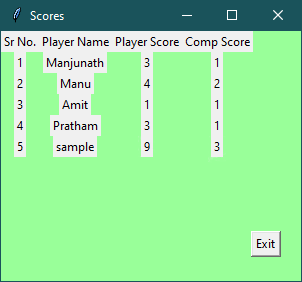 Scores
Sr No. Player Name Player Score Comp Score
1 Manjunath 3 1
2 Manu 4 2
3 Amit 1 1
4 Pratham 3 1
5 sample 9 3
Exit